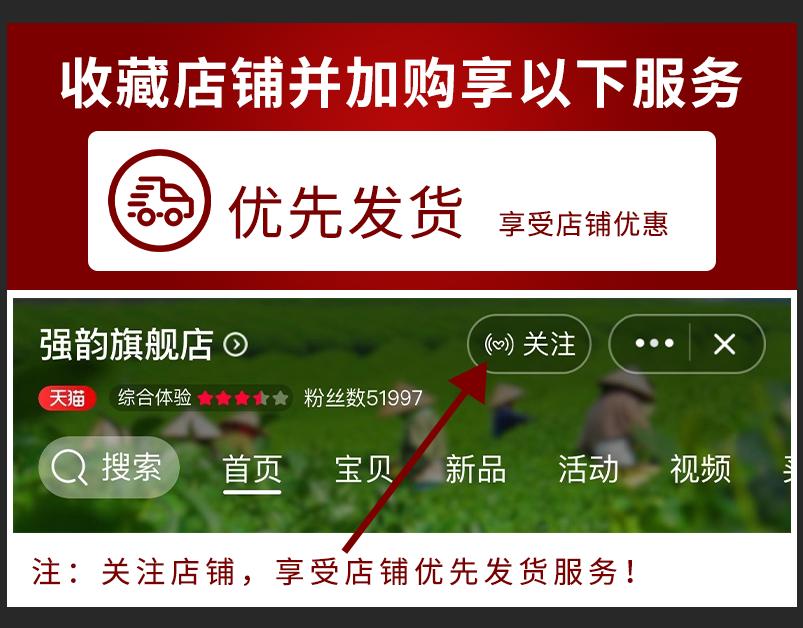 收藏店铺并加购享以下服务
优先发货 享受店铺优惠
强韵旗舰店
关注
天猫 综合体验 粉丝数51997
搜索 首页 宝贝 新品 活动 视频
注：关注店铺，享受店铺优先发货服务！